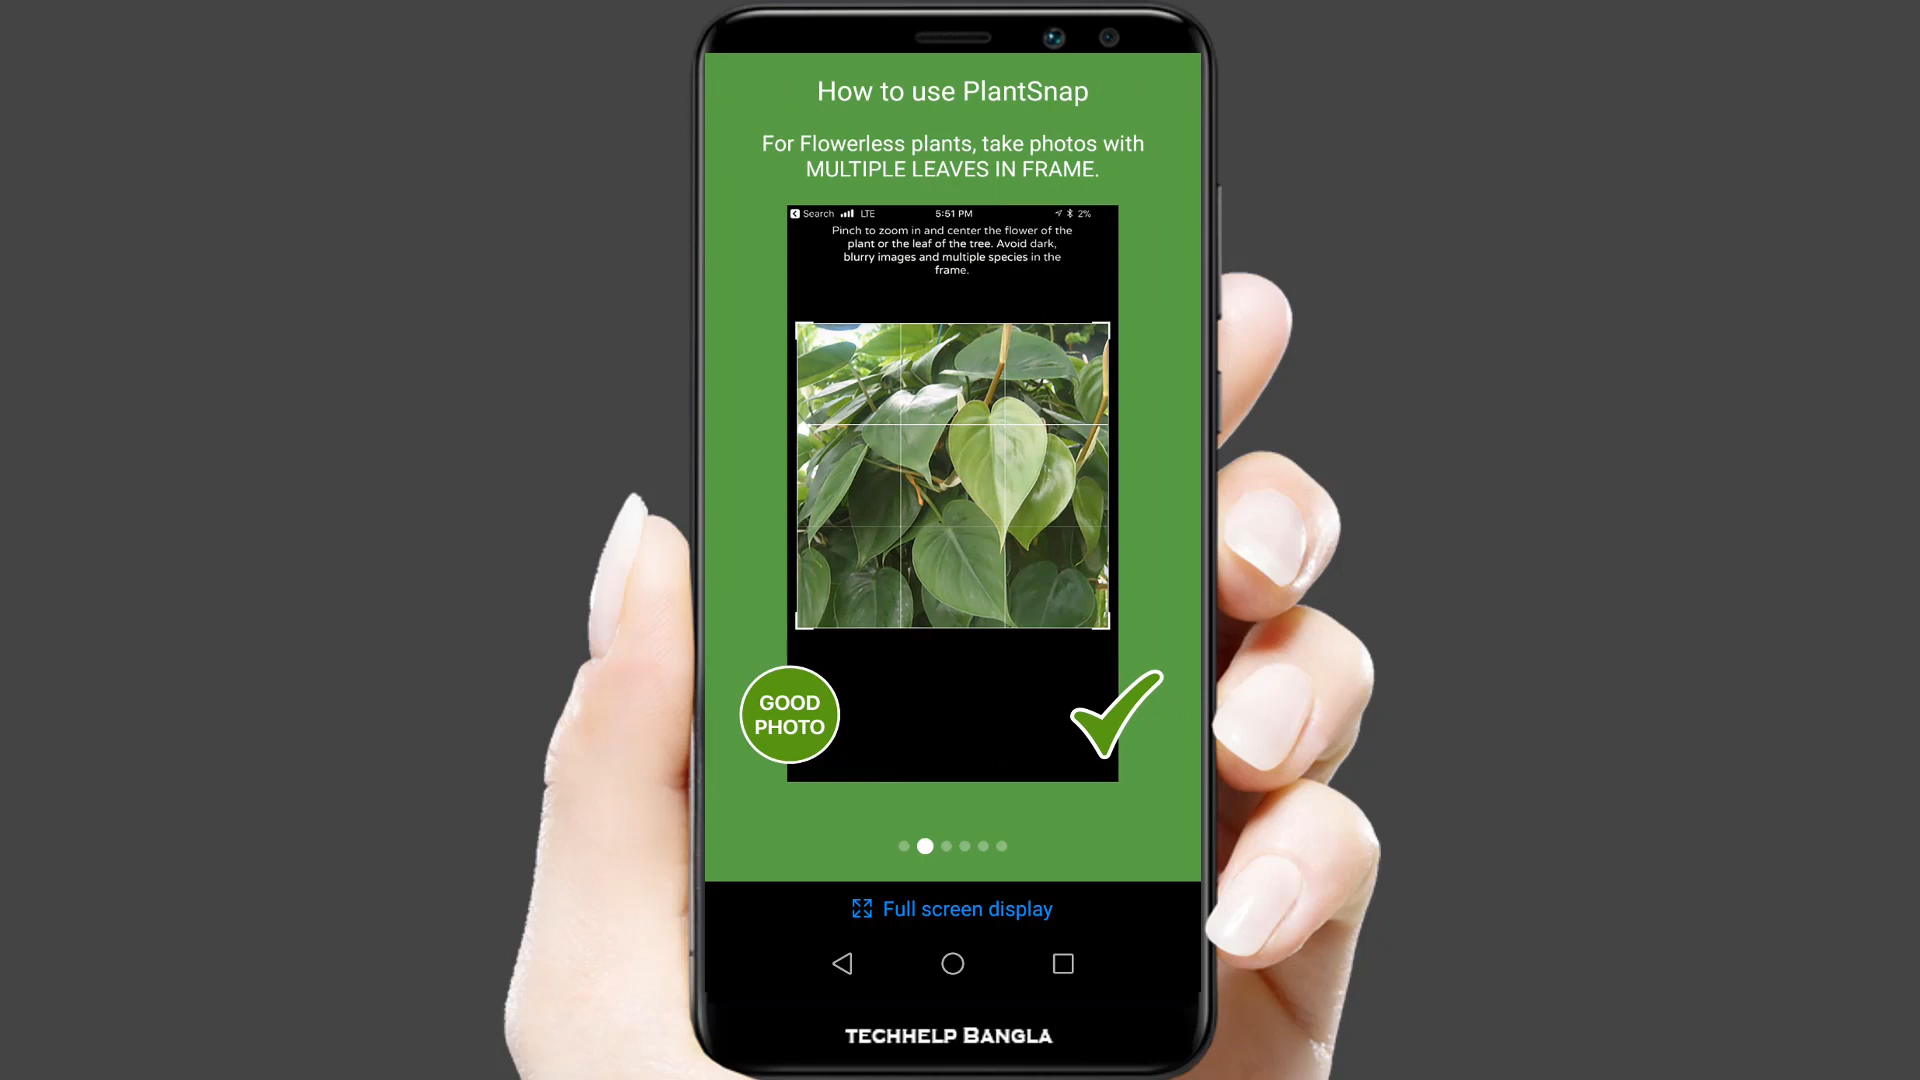 How to use PlantSnap
For Flowerless plants, take photos with
MULTIPLE LEAVES IN FRAME.
Search LTE 5:51 PM 2%
Pinch to zoom in and center the flower of the
plant or the leaf of the tree. Avoid dark,
blurry images and multiple species in the
frame.
GOOD
PHOTO
Full screen display
TECHHELP BANGLA